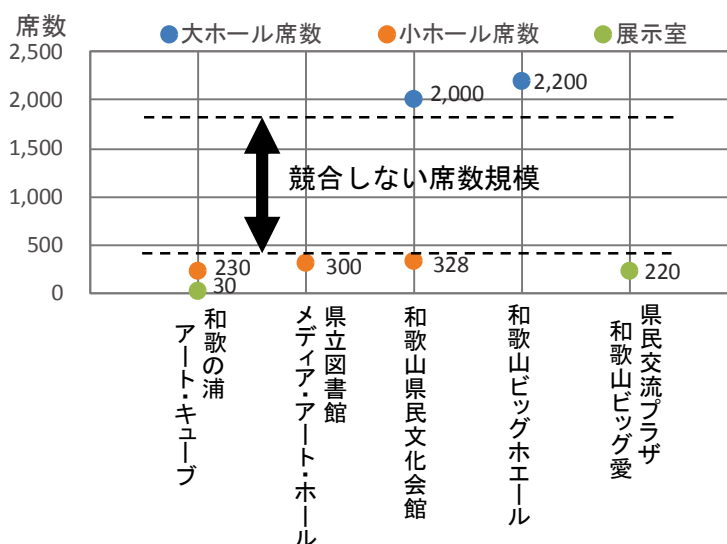 席数
大ホール席数 小ホール席数 展示室
2,500
2,000
1,500
1,000
500
0
2,000
2,200
競合しない席数規模
230
30
300
328
220
和歌の浦
アート・キューブ
県立図書館
メディア・アート・ホール
和歌山県民文化会館
和歌山ビッグホエール
県民交流プラザ
和歌山ビッグ愛